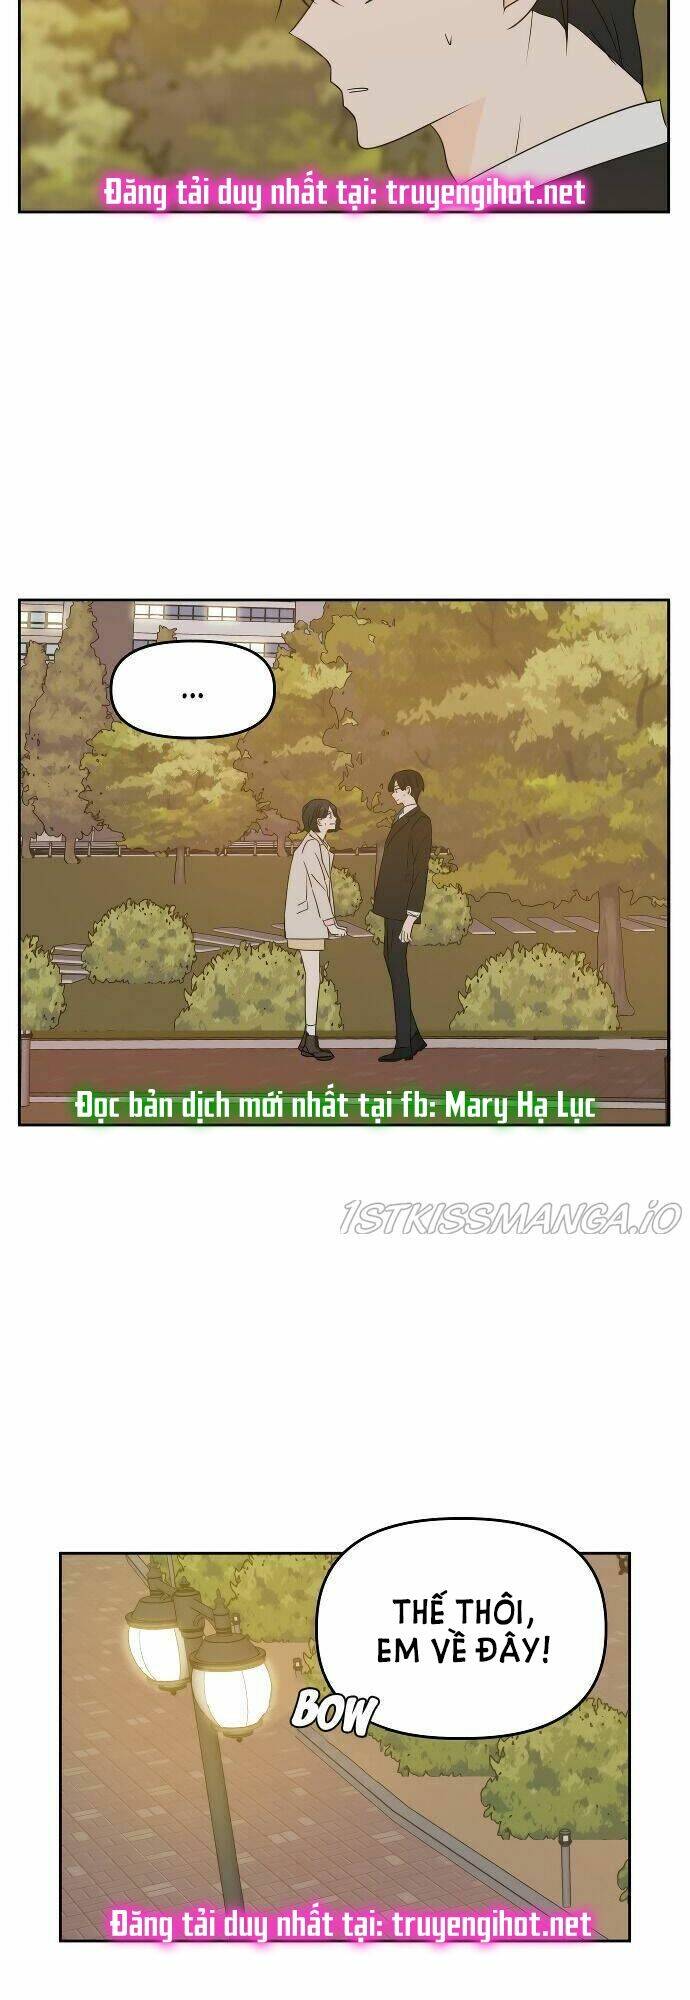 Đăng tải duy nhất tại: truyengihot.net
...
Đọc bản dịch mới nhất tại fb: Mary Hạ Lục
1STKISSMANGA.iO
THẾ THÔI,
EM VỀ ĐÂY!
BOW
Đăng tải duy nhất tại: truyengihot.net